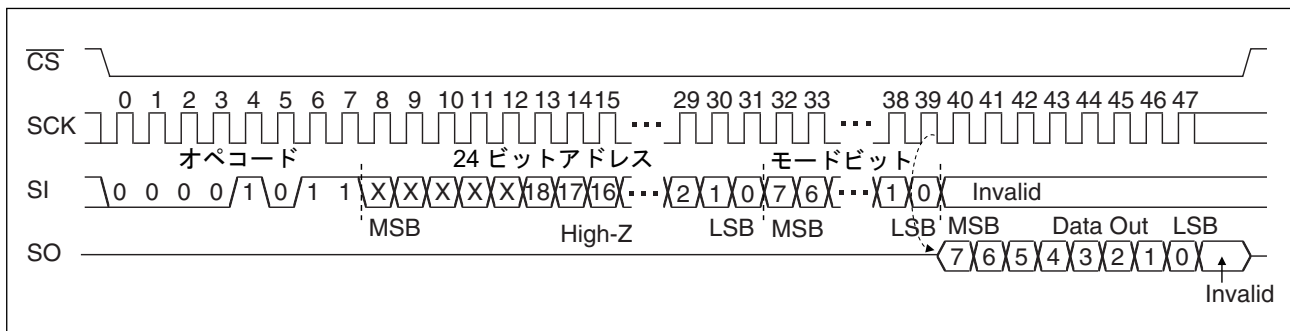 CS
0 1 2 3 4 5 6 7 8 9 10 11 12 13 14 15 29 30 31 32 33 38 39 40 41 42 43 44 45 46 47
SCK
オペコード 24 ビットアドレス モードビット
SI 0 0 0 0 1 0 1 1 X X X X X 18 17 16 2 1 0 7 6 1 0 Invalid
MSB High-Z LSB MSB LSB MSB Data Out LSB
SO 7 6 5 4 3 2 1 0
Invalid